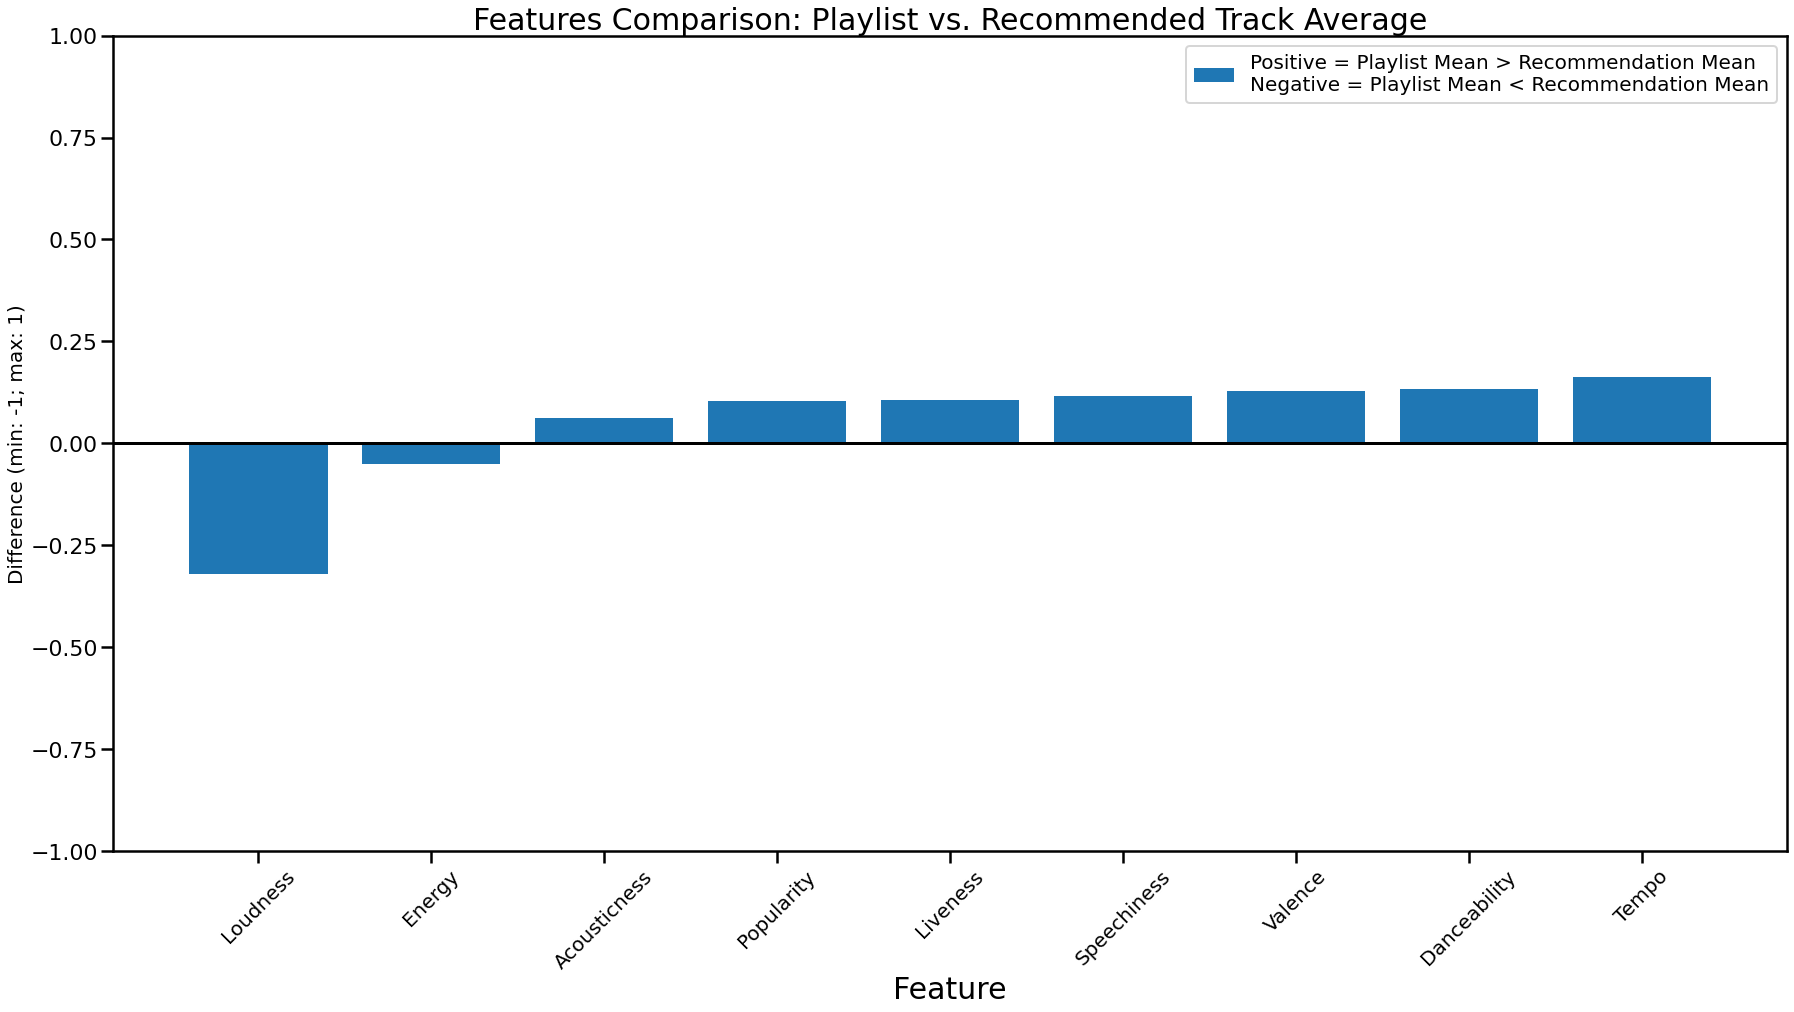 Features Comparison: Playlist vs. Recommended Track Average
Positive = Playlist Mean > Recommendation Mean
Negative = Playlist Mean < Recommendation Mean
Difference (min: -1; max: 1)
1.00
0.75
0.50
0.25
0.00
−0.25
−0.50
−0.75
−1.00
Loudness
Energy
Acousticness
Popularity
Liveness
Speechiness
Valence
Danceability
Tempo
Feature